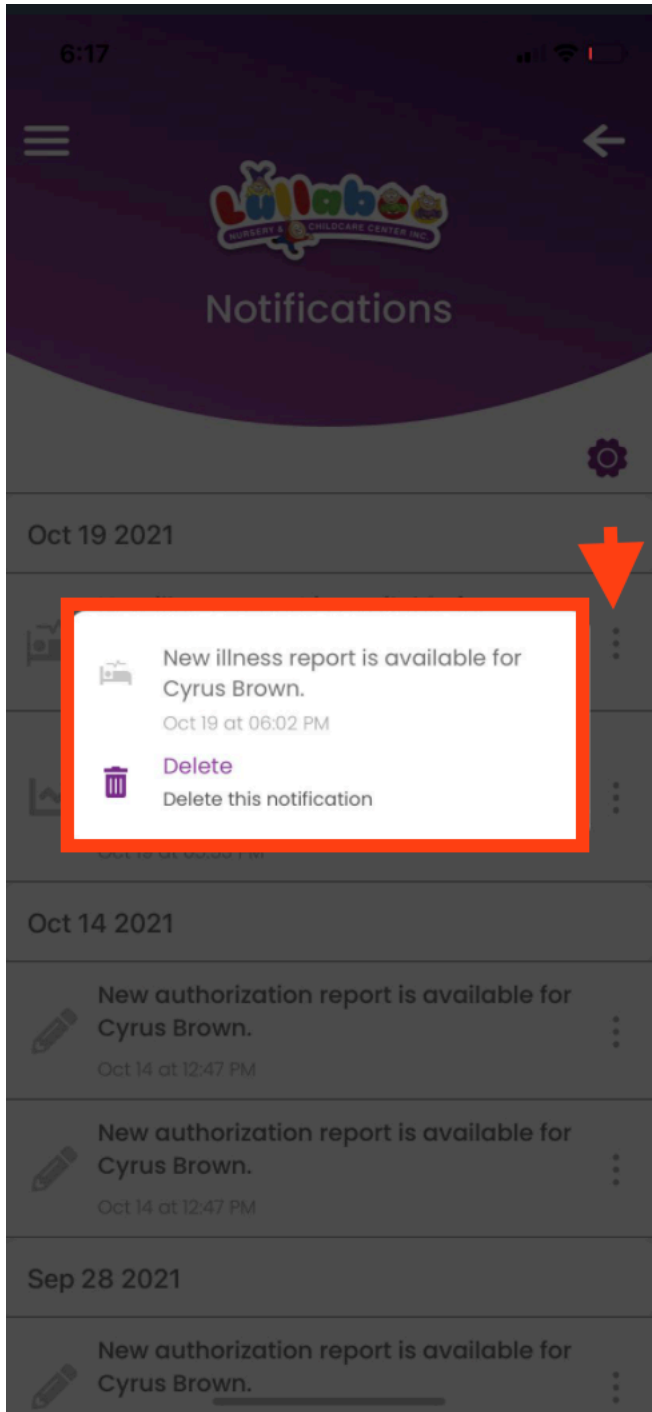 6:17
Lullaboo
NURSERY & CHILDCARE CENTER INC.
Notifications
Oct 19 2021
New illness report is available for
Cyrus Brown.
Oct 19 at 06:02 PM
Delete
Delete this notification
Oct 14 2021
New authorization report is available for
Cyrus Brown.
Oct 14 at 12:47 PM
New authorization report is available for
Cyrus Brown.
Oct 14 at 12:47 PM
Sep 28 2021
New authorization report is available for
Cyrus Brown.